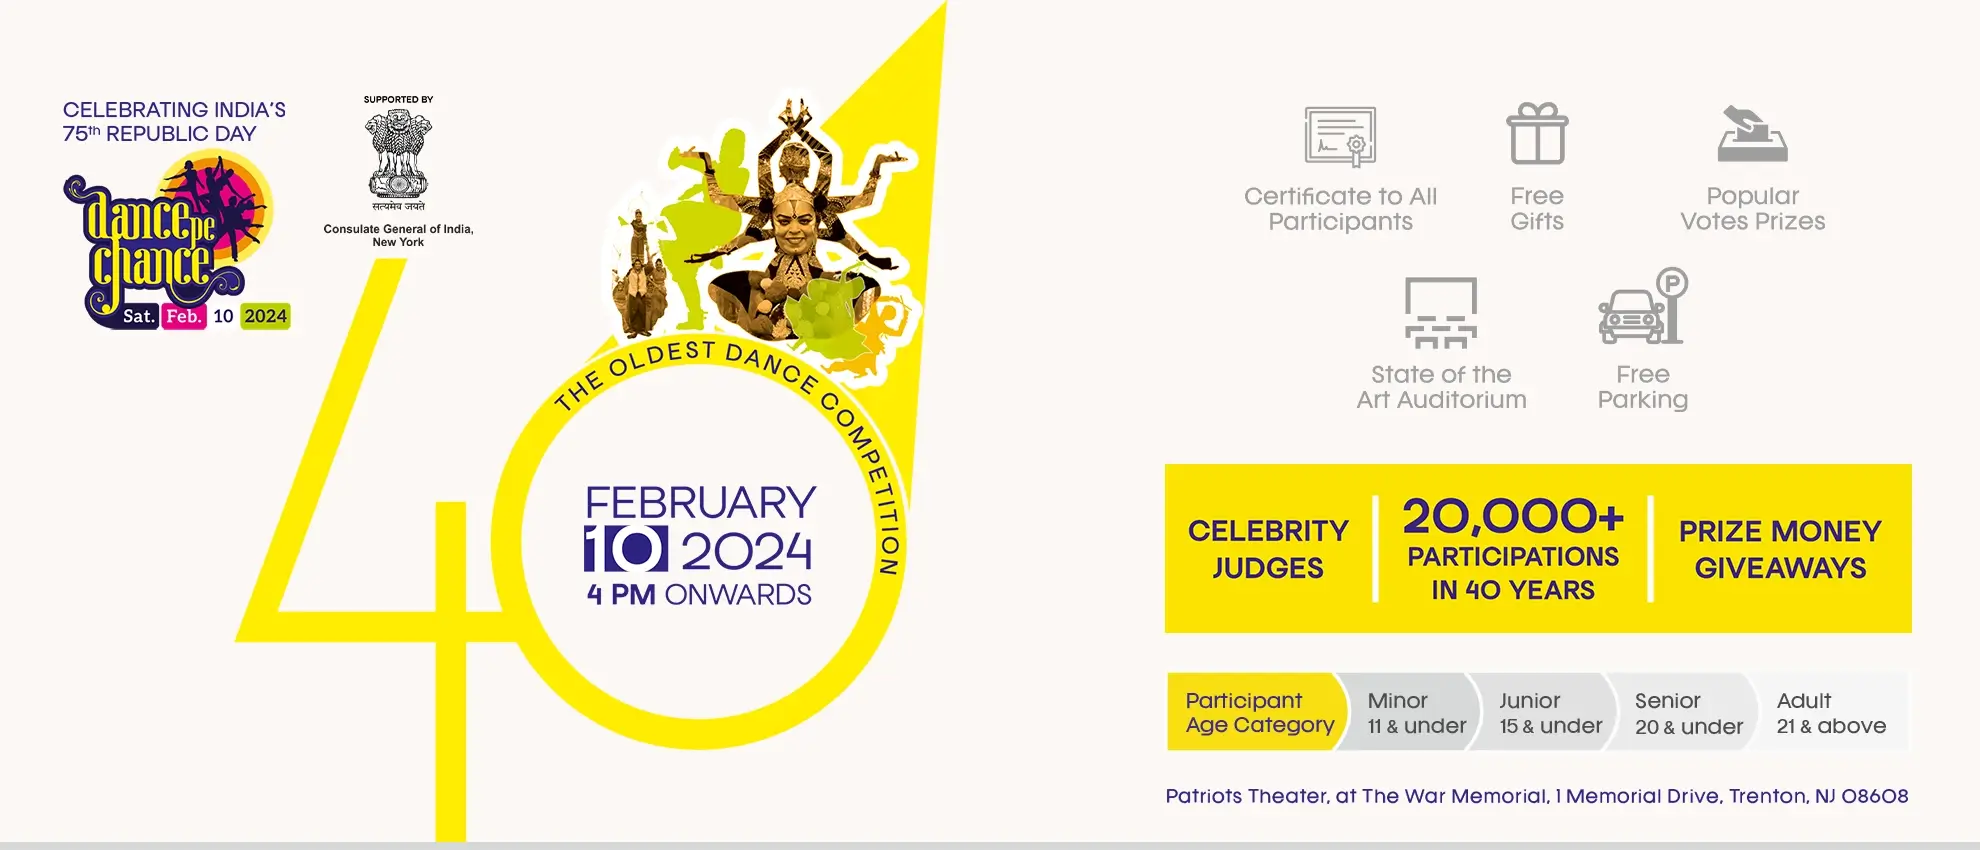 CELEBRATING INDIA'S
75th REPUBLIC DAY
dance pe
chance
Sat. Feb. 10 2024
SUPPORTED BY
सत्यमेव जयते
Consulate General of India,
New York
40
THE OLDEST DANCE COMPETITION
FEBRUARY
10 2024
4 PM ONWARDS
Certificate to All
Participants
Free
Gifts
Popular
Votes Prizes
State of the
Art Auditorium
P
Free
Parking
CELEBRITY
JUDGES
20,000+
PARTICIPATIONS
IN 40 YEARS
PRIZE MONEY
GIVEAWAYS
Participant
Age Category
Minor
11 & under
Junior
15 & under
Senior
20 & under
Adult
21 & above
Patriots Theater, at The War Memorial, 1 Memorial Drive, Trenton, NJ 08608